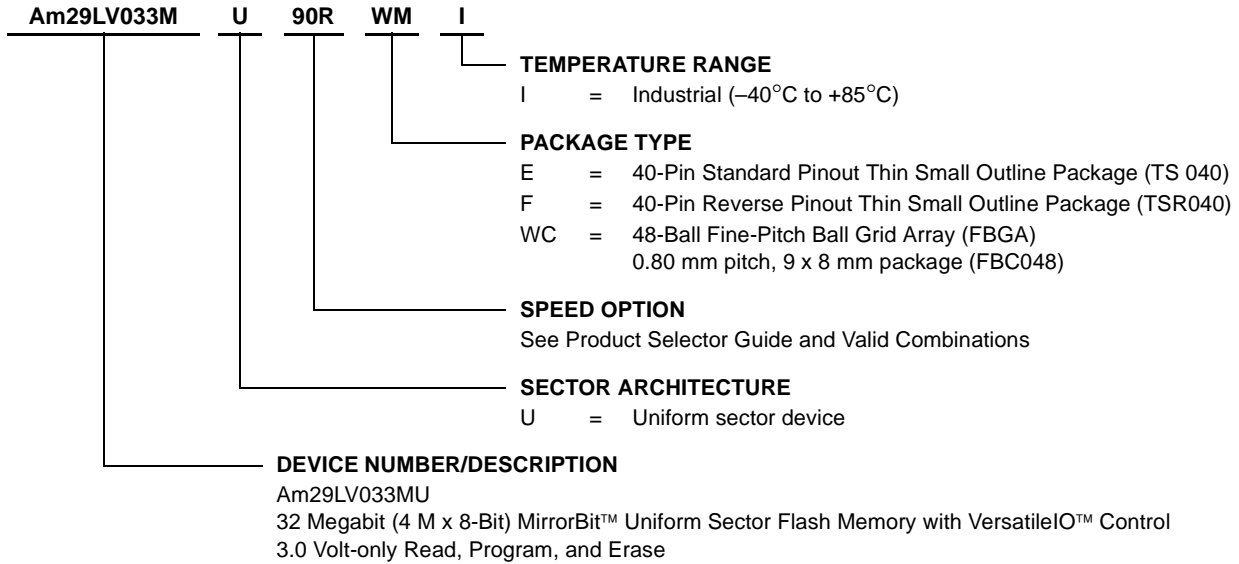 Am29LV033M U 90R WM I
TEMPERATURE RANGE
I = Industrial (–40°C to +85°C)
PACKAGE TYPE
E = 40-Pin Standard Pinout Thin Small Outline Package (TS 040)
F = 40-Pin Reverse Pinout Thin Small Outline Package (TSR040)
WC = 48-Ball Fine-Pitch Ball Grid Array (FBGA)
0.80 mm pitch, 9 x 8 mm package (FBC048)
SPEED OPTION
See Product Selector Guide and Valid Combinations
SECTOR ARCHITECTURE
U = Uniform sector device
DEVICE NUMBER/DESCRIPTION
Am29LV033MU
32 Megabit (4 M x 8-Bit) MirrorBit™ Uniform Sector Flash Memory with VersatileIO™ Control
3.0 Volt-only Read, Program, and Erase